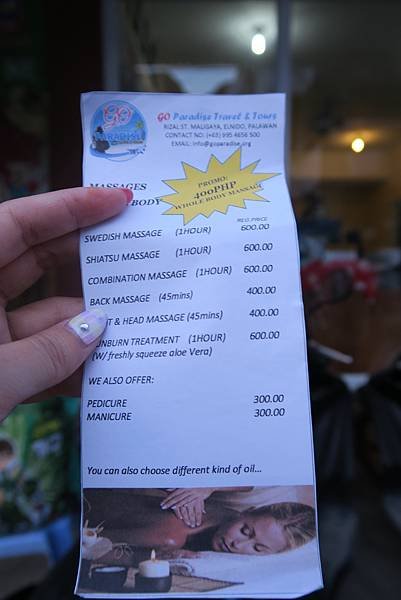 GO
PARADISE
GO Paradise Travel & Tours
RIZAL ST. MALIGAYA, ELNIDO, PALAWAN
CONTACT NO: (+63) 995 4656 500
EMAIL: info@goparadise.org
PROMO:
400PHP
WHOLE BODY MASSAGE
MASSAGES
BODY
REG.PRICE
SWEDISH MASSAGE (1HOUR) 600.00
SHIATSU MASSAGE (1HOUR) 600.00
COMBINATION MASSAGE (1HOUR) 600.00
BACK MASSAGE (45mins) 400.00
& HEAD MASSAGE (45mins) 400.00
SUNBURN TREATMENT (1HOUR) 600.00
(W/ freshly squeeze aloe Vera)
WE ALSO OFFER:
PEDICURE 300.00
MANICURE 300.00
You can also choose different kind of oil...